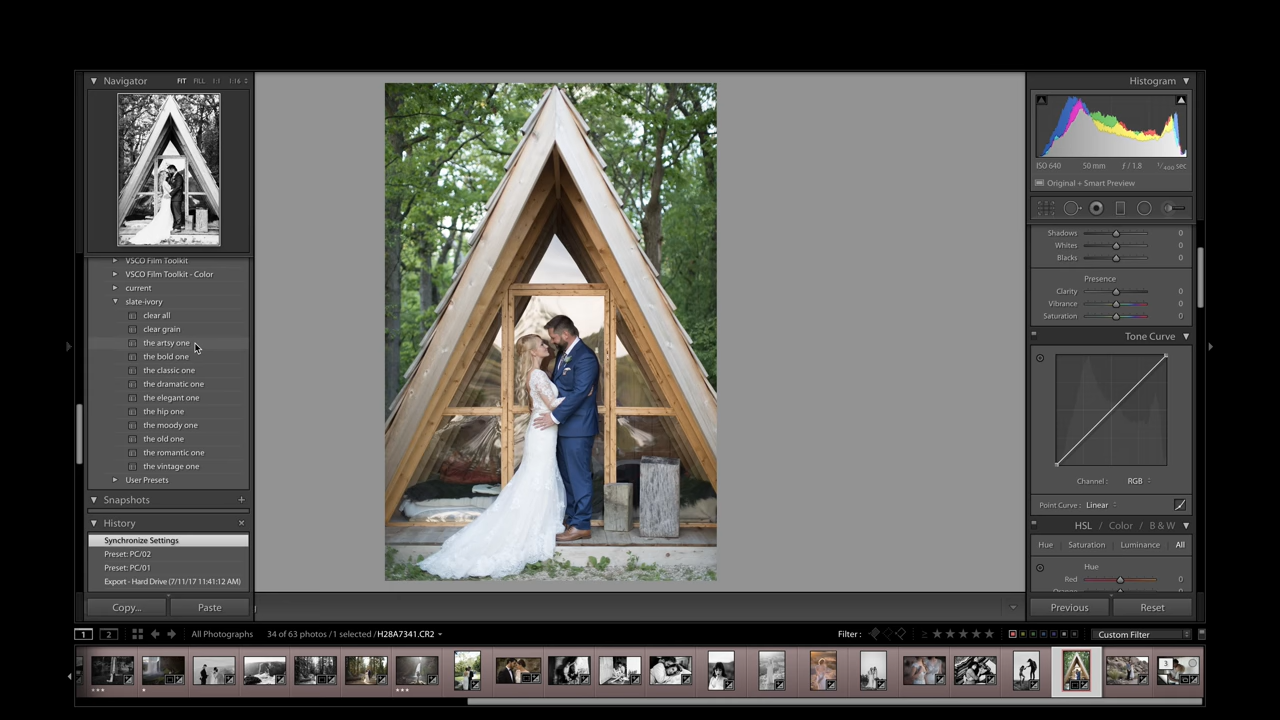 Navigator
FIT FILL 1:1 1:16
VSCO Film Toolkit
VSCO Film Toolkit - Color
current
slate-ivory
clear all
clear grain
the artsy one
the bold one
the classic one
the dramatic one
the elegant one
the hip one
the moody one
the old one
the romantic one
the vintage one
User Presets
Snapshots
History
Synchronize Settings
Preset: PC/02
Preset: PC/01
Export - Hard Drive (7/11/17 11:41:12 AM)
Copy... Paste
Histogram
ISO 640 50 mm ƒ / 1.8 1/400 sec
Original + Smart Preview
Shadows 0
Whites 0
Blacks 0
Presence
Clarity 0
Vibrance 0
Saturation 0
Tone Curve
Channel : RGB
Point Curve : Linear
HSL / Color / B & W
Hue Saturation Luminance All
Hue
Red 0
Previous Reset
1 2 All Photographs 34 of 63 photos / 1 selected / H28A7341.CR2 Filter : Custom Filter
3